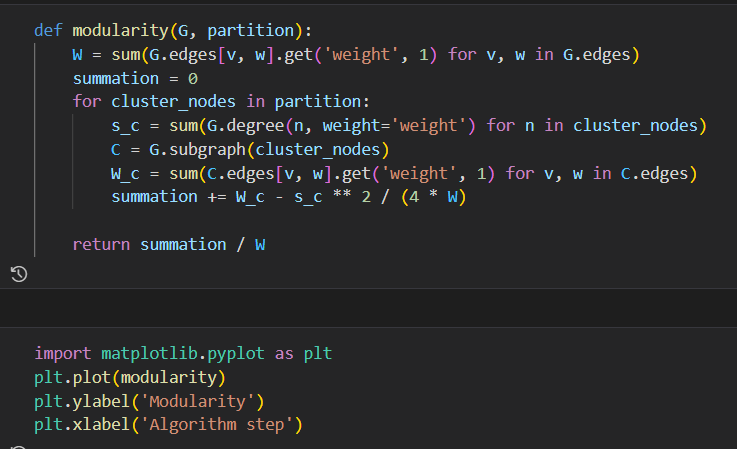 def modularity(G, partition):
    W = sum(G.edges[v, w].get('weight', 1) for v, w in G.edges)
    summation = 0
    for cluster_nodes in partition:
        s_c = sum(G.degree(n, weight='weight') for n in cluster_nodes)
        C = G.subgraph(cluster_nodes)
        W_c = sum(C.edges[v, w].get('weight', 1) for v, w in C.edges)
        summation += W_c - s_c ** 2 / (4 * W)

    return summation / W
import matplotlib.pyplot as plt
plt.plot(modularity)
plt.ylabel('Modularity')
plt.xlabel('Algorithm step')